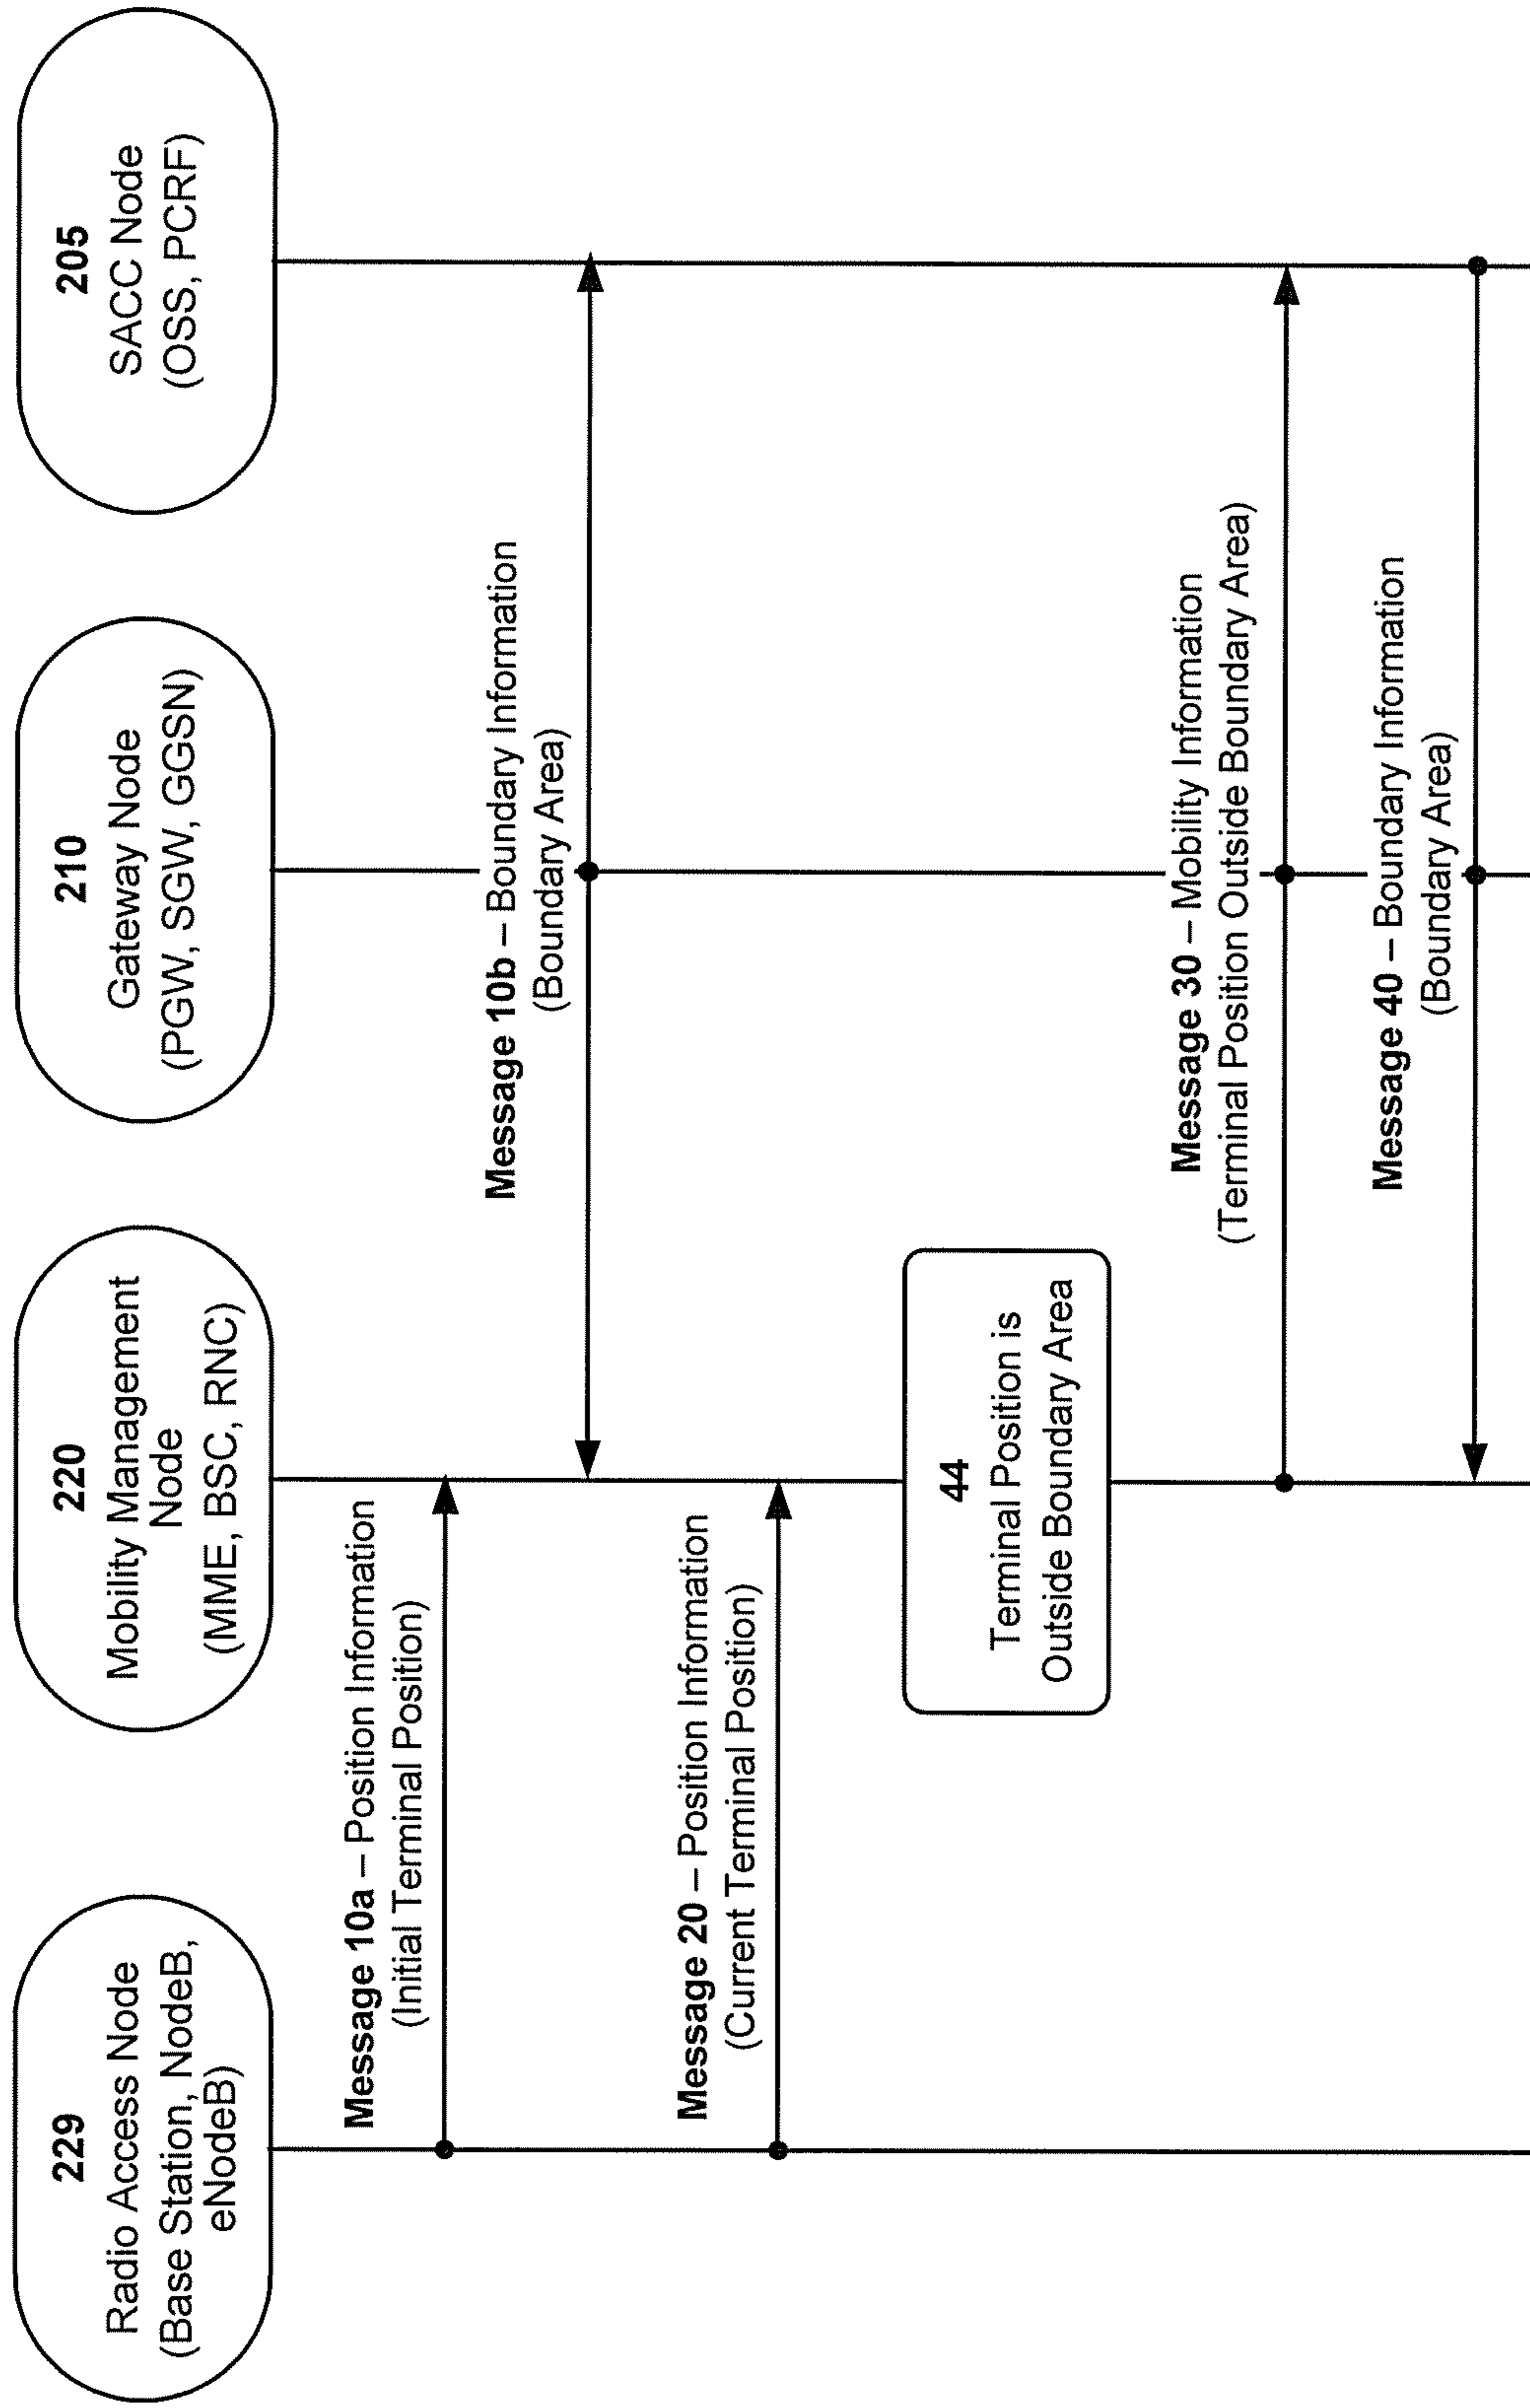 229
Radio Access Node
(Base Station, NodeB,
eNodeB)
220
Mobility Management
Node
(MME, BSC, RNC)
210
Gateway Node
(PGW, SGW, GGSN)
205
SACC Node
(OSS, PCRF)
Message 10a – Position Information
(Initial Terminal Position)
Message 10b – Boundary Information
(Boundary Area)
Message 20 – Position Information
(Current Terminal Position)
44
Terminal Position is
Outside Boundary Area
Message 30 – Mobility Information
(Terminal Position Outside Boundary Area)
Message 40 – Boundary Information
(Boundary Area)